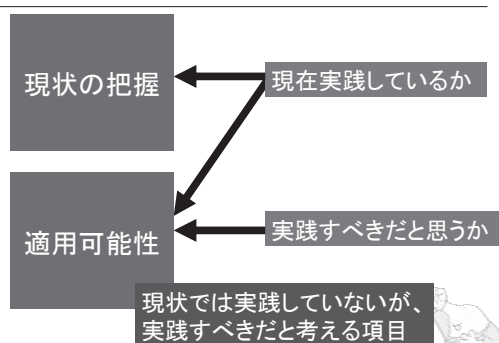 現状の把握
現在実践しているか
適用可能性
実践すべきだと思うか
現状では実践していないが、
実践すべきだと考える項目